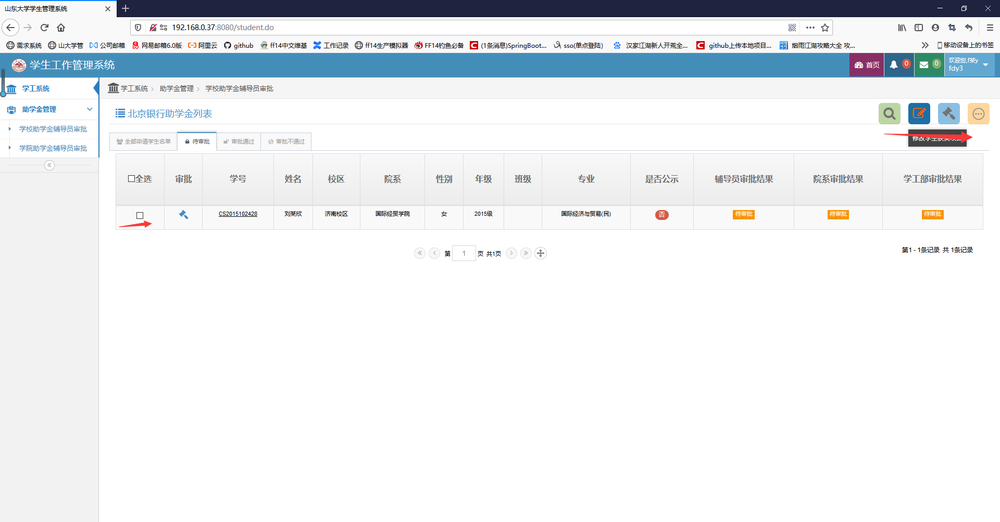 山东大学学生管理系统
192.168.0.37:8080/student.do
需求系统 山大学管 公司邮箱 网易邮箱6.0版 阿里云 github ff14中文维基 工作记录 ff14生产模拟器 FF14钓鱼必备 (1条消息)SpringBoot... sso(单点登陆) 汉家江湖新人开荒全... github上传本地项目... 烟雨江湖攻略大全 攻... 移动设备上的书签
学生工作管理系统
首页 0 0 欢迎您,f某y
fdy3
学工系统
助学金管理
学校助学金辅导员审批
学院助学金辅导员审批
学工系统 助学金管理 学校助学金辅导员审批
北京银行助学金列表
修改学生获奖项目
全部申请学生名单 待审批 审批通过 审批不通过
全选 审批 学号 姓名 校区 院系 性别 年级 班级 专业 是否公示 辅导员审批结果 院系审批结果 学工部审批结果
CS2015102428 刘某欣 济南校区 国际经贸学院 女 2015级 国际经济与贸易(民) 否 待审批 待审批 待审批
第 1 页 共1页
第1 - 1条记录 共 1条记录